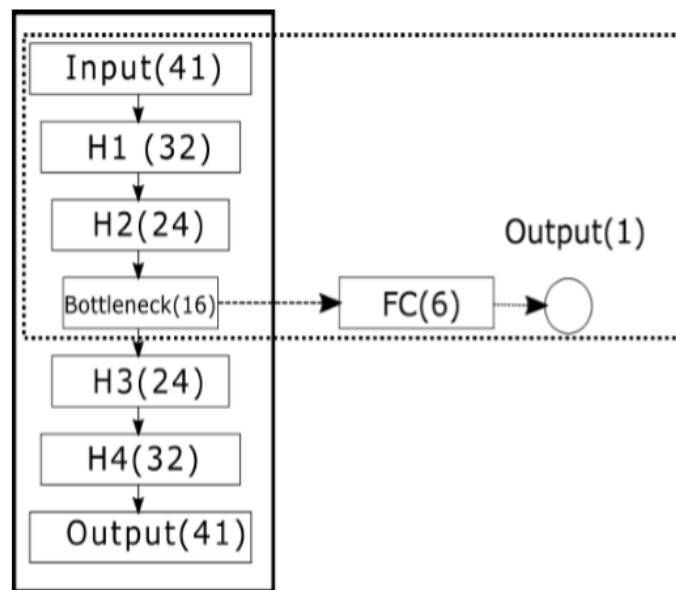 Input(41)
H1 (32)
H2(24)
Output(1)
Bottleneck(16)
FC(6)
H3(24)
H4(32)
Output(41)